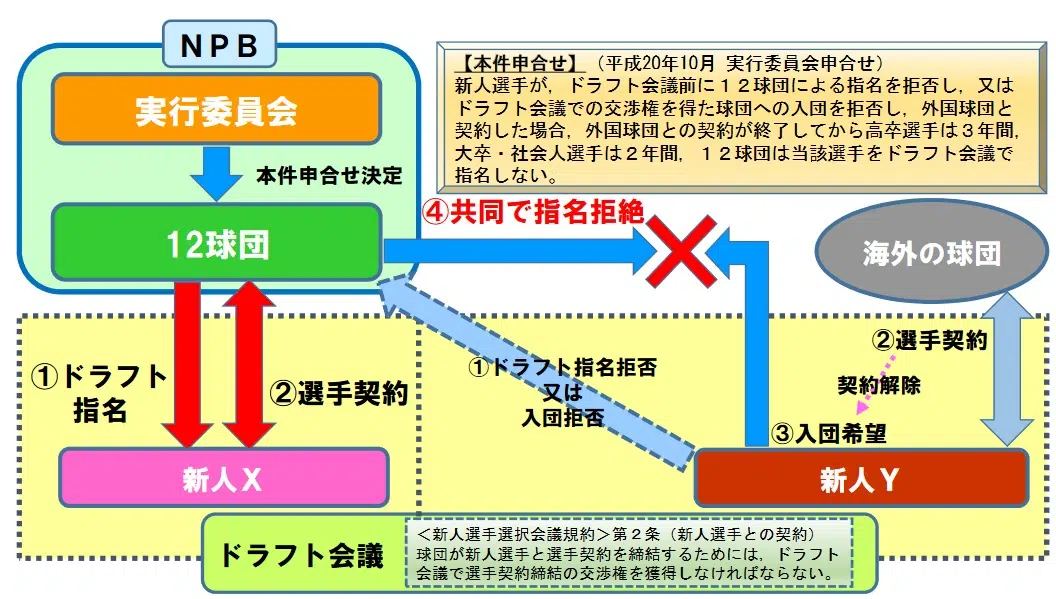 NPB
実行委員会
本件申合せ決定
12球団
【本件申合せ】（平成20年10月 実行委員会申合せ）
新人選手が，ドラフト会議前に１２球団による指名を拒否し，又は
ドラフト会議での交渉権を得た球団への入団を拒否し，外国球団と
契約した場合，外国球団との契約が終了してから高卒選手は３年間，
大卒・社会人選手は２年間，１２球団は当該選手をドラフト会議で
指名しない。
④共同で指名拒絶
海外の球団
①ドラフト
指名
②選手契約
①ドラフト指名拒否
又は
入団拒否
②選手契約
契約解除
③入団希望
新人Ｘ
新人Ｙ
ドラフト会議
＜新人選手選択会議規約＞第２条（新人選手との契約）
球団が新人選手と選手契約を締結するためには，ドラフト
会議で選手契約締結の交渉権を獲得しなければならない。